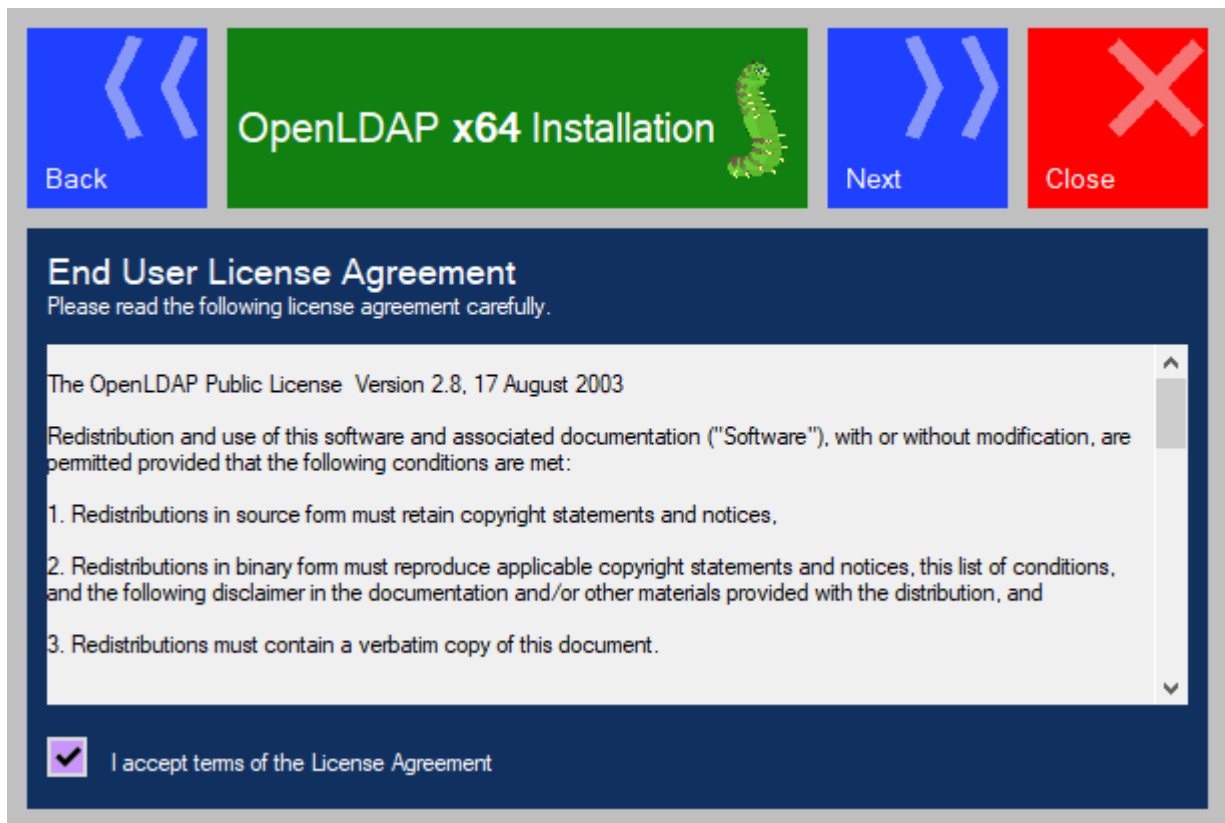 Back
OpenLDAP x64 Installation
Next
Close
End User License Agreement
Please read the following license agreement carefully.
The OpenLDAP Public License  Version 2.8, 17 August 2003
Redistribution and use of this software and associated documentation ("Software"), with or without modification, are
permitted provided that the following conditions are met:
1. Redistributions in source form must retain copyright statements and notices,
2. Redistributions in binary form must reproduce applicable copyright statements and notices, this list of conditions,
and the following disclaimer in the documentation and/or other materials provided with the distribution, and
3. Redistributions must contain a verbatim copy of this document.
I accept terms of the License Agreement